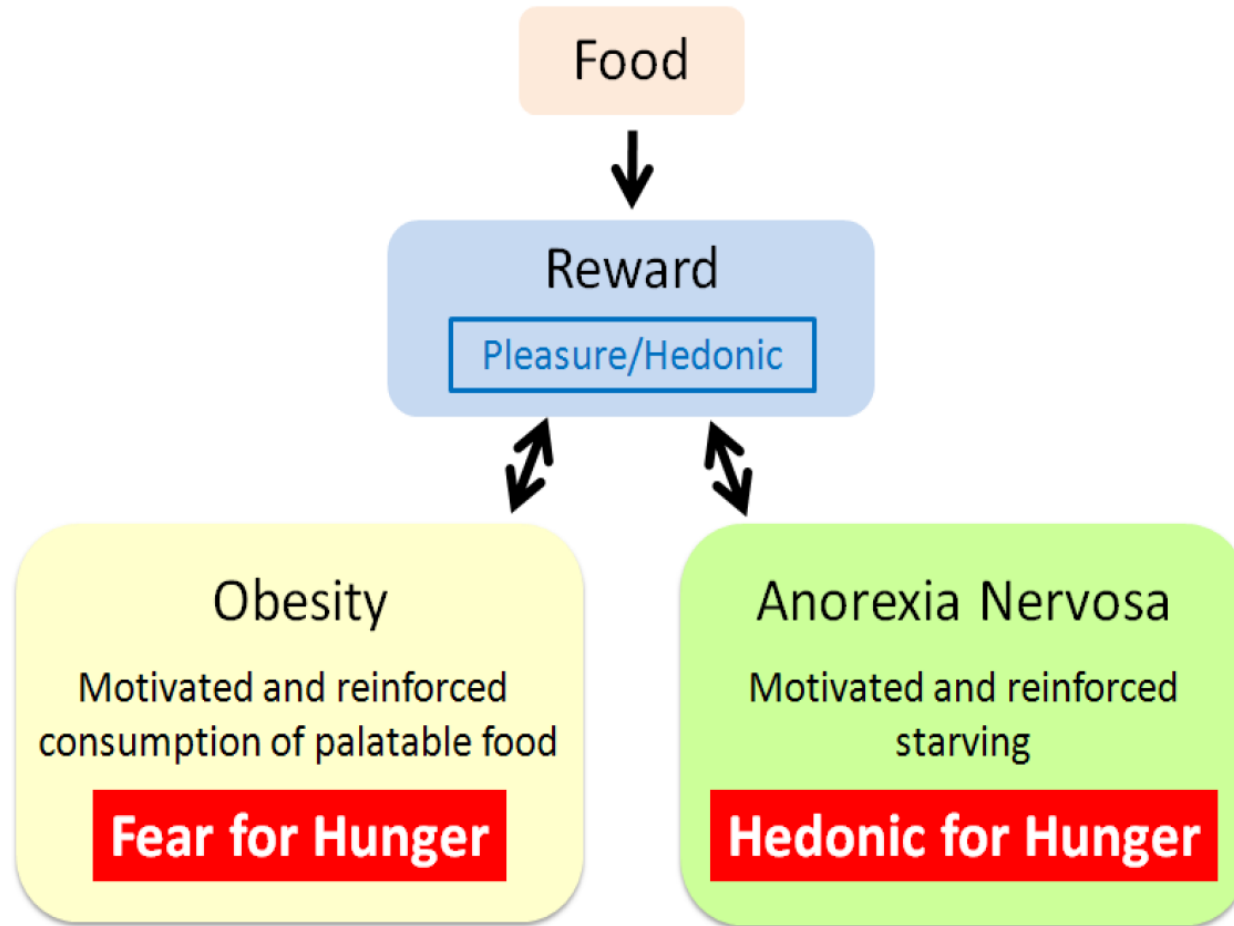 Food
Reward
Pleasure/Hedonic
Obesity
Motivated and reinforced
consumption of palatable food
Fear for Hunger
Anorexia Nervosa
Motivated and reinforced
starving
Hedonic for Hunger